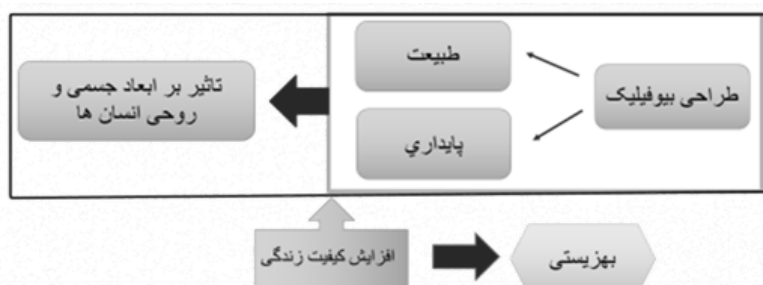 طراحی بیوفیلیک
طبیعت
پایداري
تاثیر بر ابعاد جسمی و
روحی انسان ها
افزایش کیفیت زندگی
بهزیستی